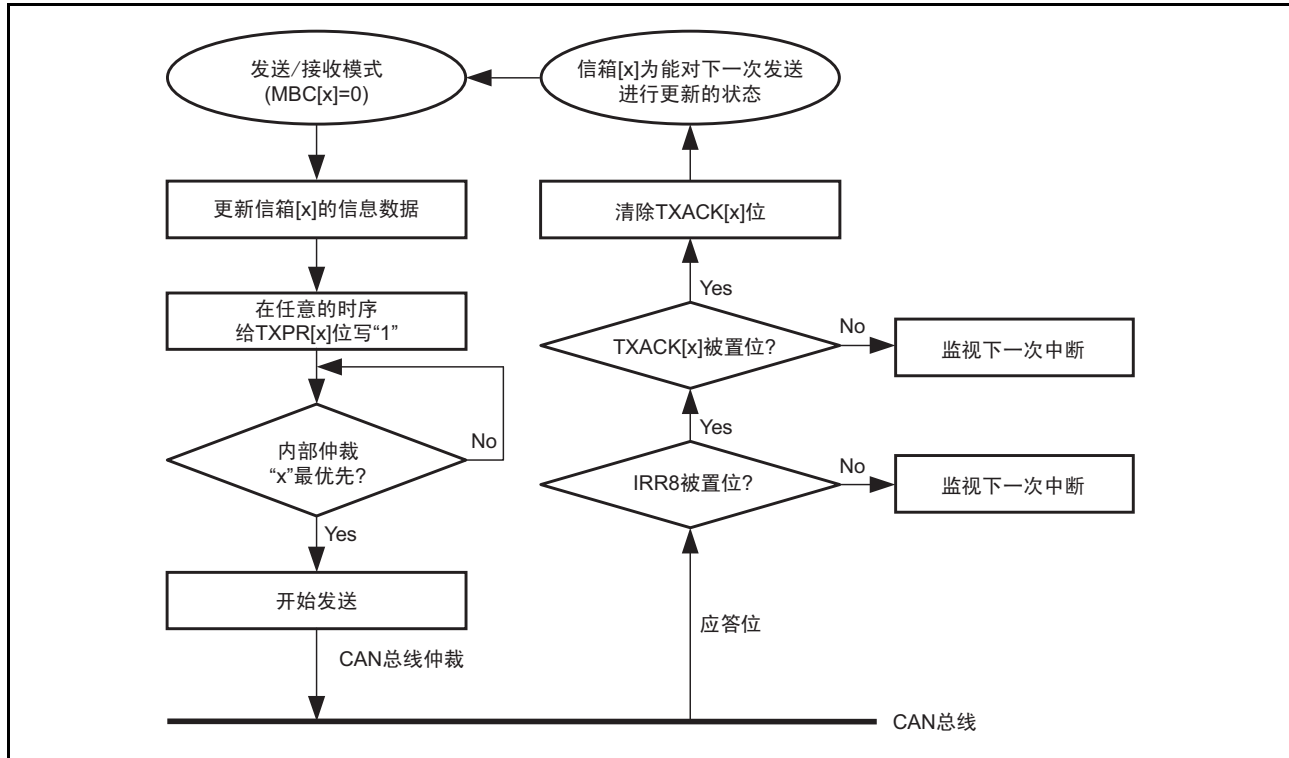 发送/接收模式
(MBC[x]=0)
更新信箱[x]的信息数据
在任意的时序
给TXPR[x]位写“1”
内部仲裁
“x”最优先?
No
Yes
开始发送
CAN总线仲裁
信箱[x]为能对下一次发送
进行更新的状态
清除TXACK[x]位
Yes
TXACK[x]被置位?
No
监视下一次中断
Yes
IRR8被置位?
No
监视下一次中断
应答位
CAN总线